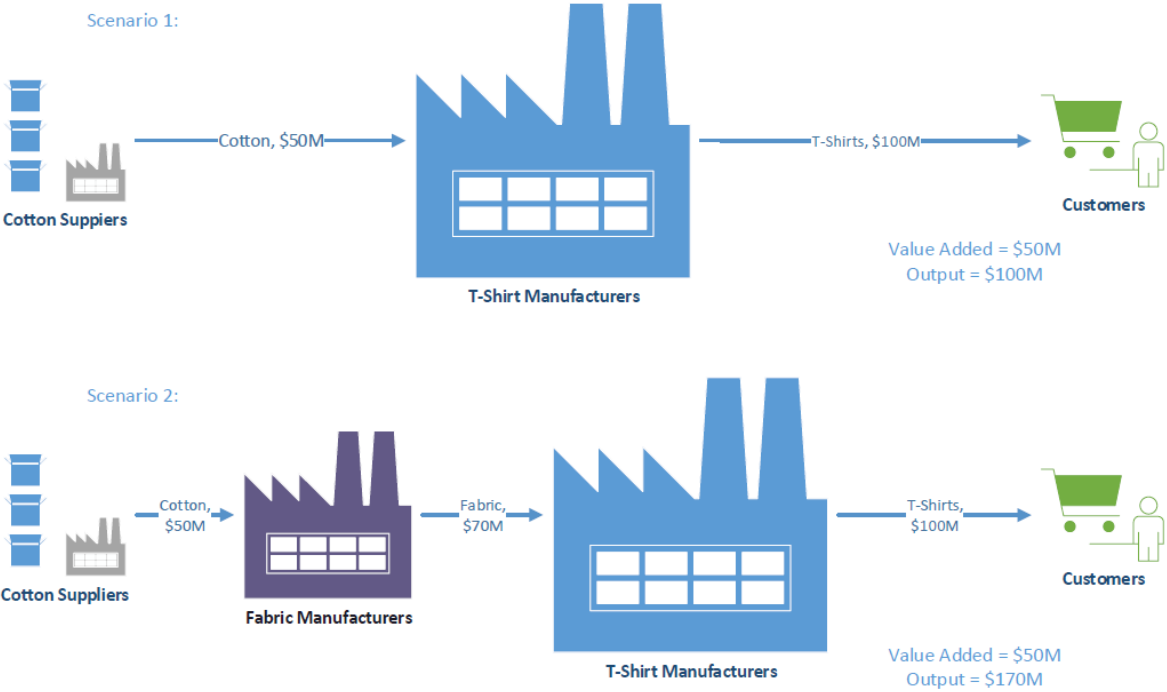 Scenario 1:
Cotton, $50M
T-Shirts, $100M
Cotton Suppiers
Customers
T-Shirt Manufacturers
Value Added = $50M
Output = $100M
Scenario 2:
Cotton,
$50M
Fabric,
$70M
T-Shirts,
$100M
Cotton Suppliers
Fabric Manufacturers
Customers
T-Shirt Manufacturers
Value Added = $50M
Output = $170M